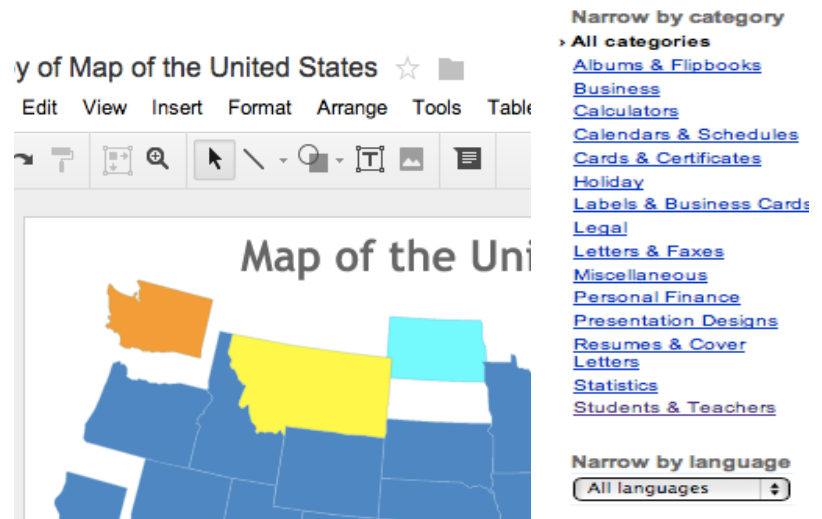 y of Map of the United States
Edit View Insert Format Arrange Tools Table
T
Map of the Uni
Narrow by category
› All categories
Albums & Flipbooks
Business
Calculators
Calendars & Schedules
Cards & Certificates
Holiday
Labels & Business Cards
Legal
Letters & Faxes
Miscellaneous
Personal Finance
Presentation Designs
Resumes & Cover
Letters
Statistics
Students & Teachers
Narrow by language
All languages